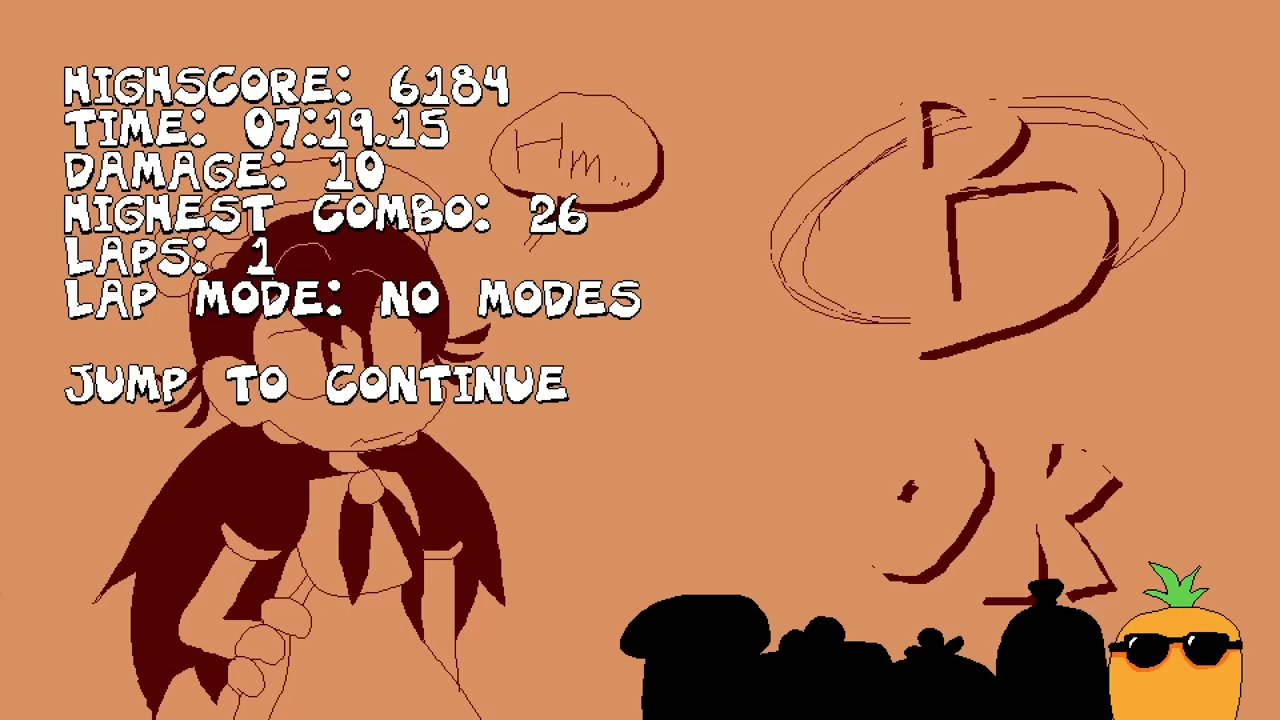 HIGHSCORE: 6184
TIME: 07:19.15
DAMAGE: 10
HIGHEST COMBO: 26
LAPS: 1
LAP MODE: NO MODES
JUMP TO CONTINUE
Hm...
D
OK